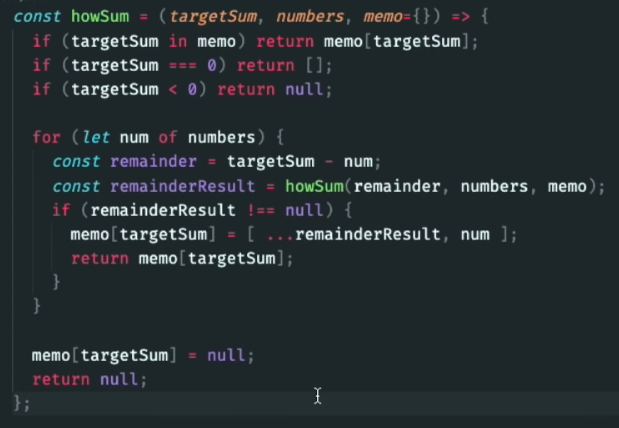 const howSum = (targetSum, numbers, memo={}) => {
  if (targetSum in memo) return memo[targetSum];
  if (targetSum === 0) return [];
  if (targetSum < 0) return null;

  for (let num of numbers) {
    const remainder = targetSum - num;
    const remainderResult = howSum(remainder, numbers, memo);
    if (remainderResult !== null) {
      memo[targetSum] = [ ...remainderResult, num ];
      return memo[targetSum];
    }
  }

  memo[targetSum] = null;
  return null;
};